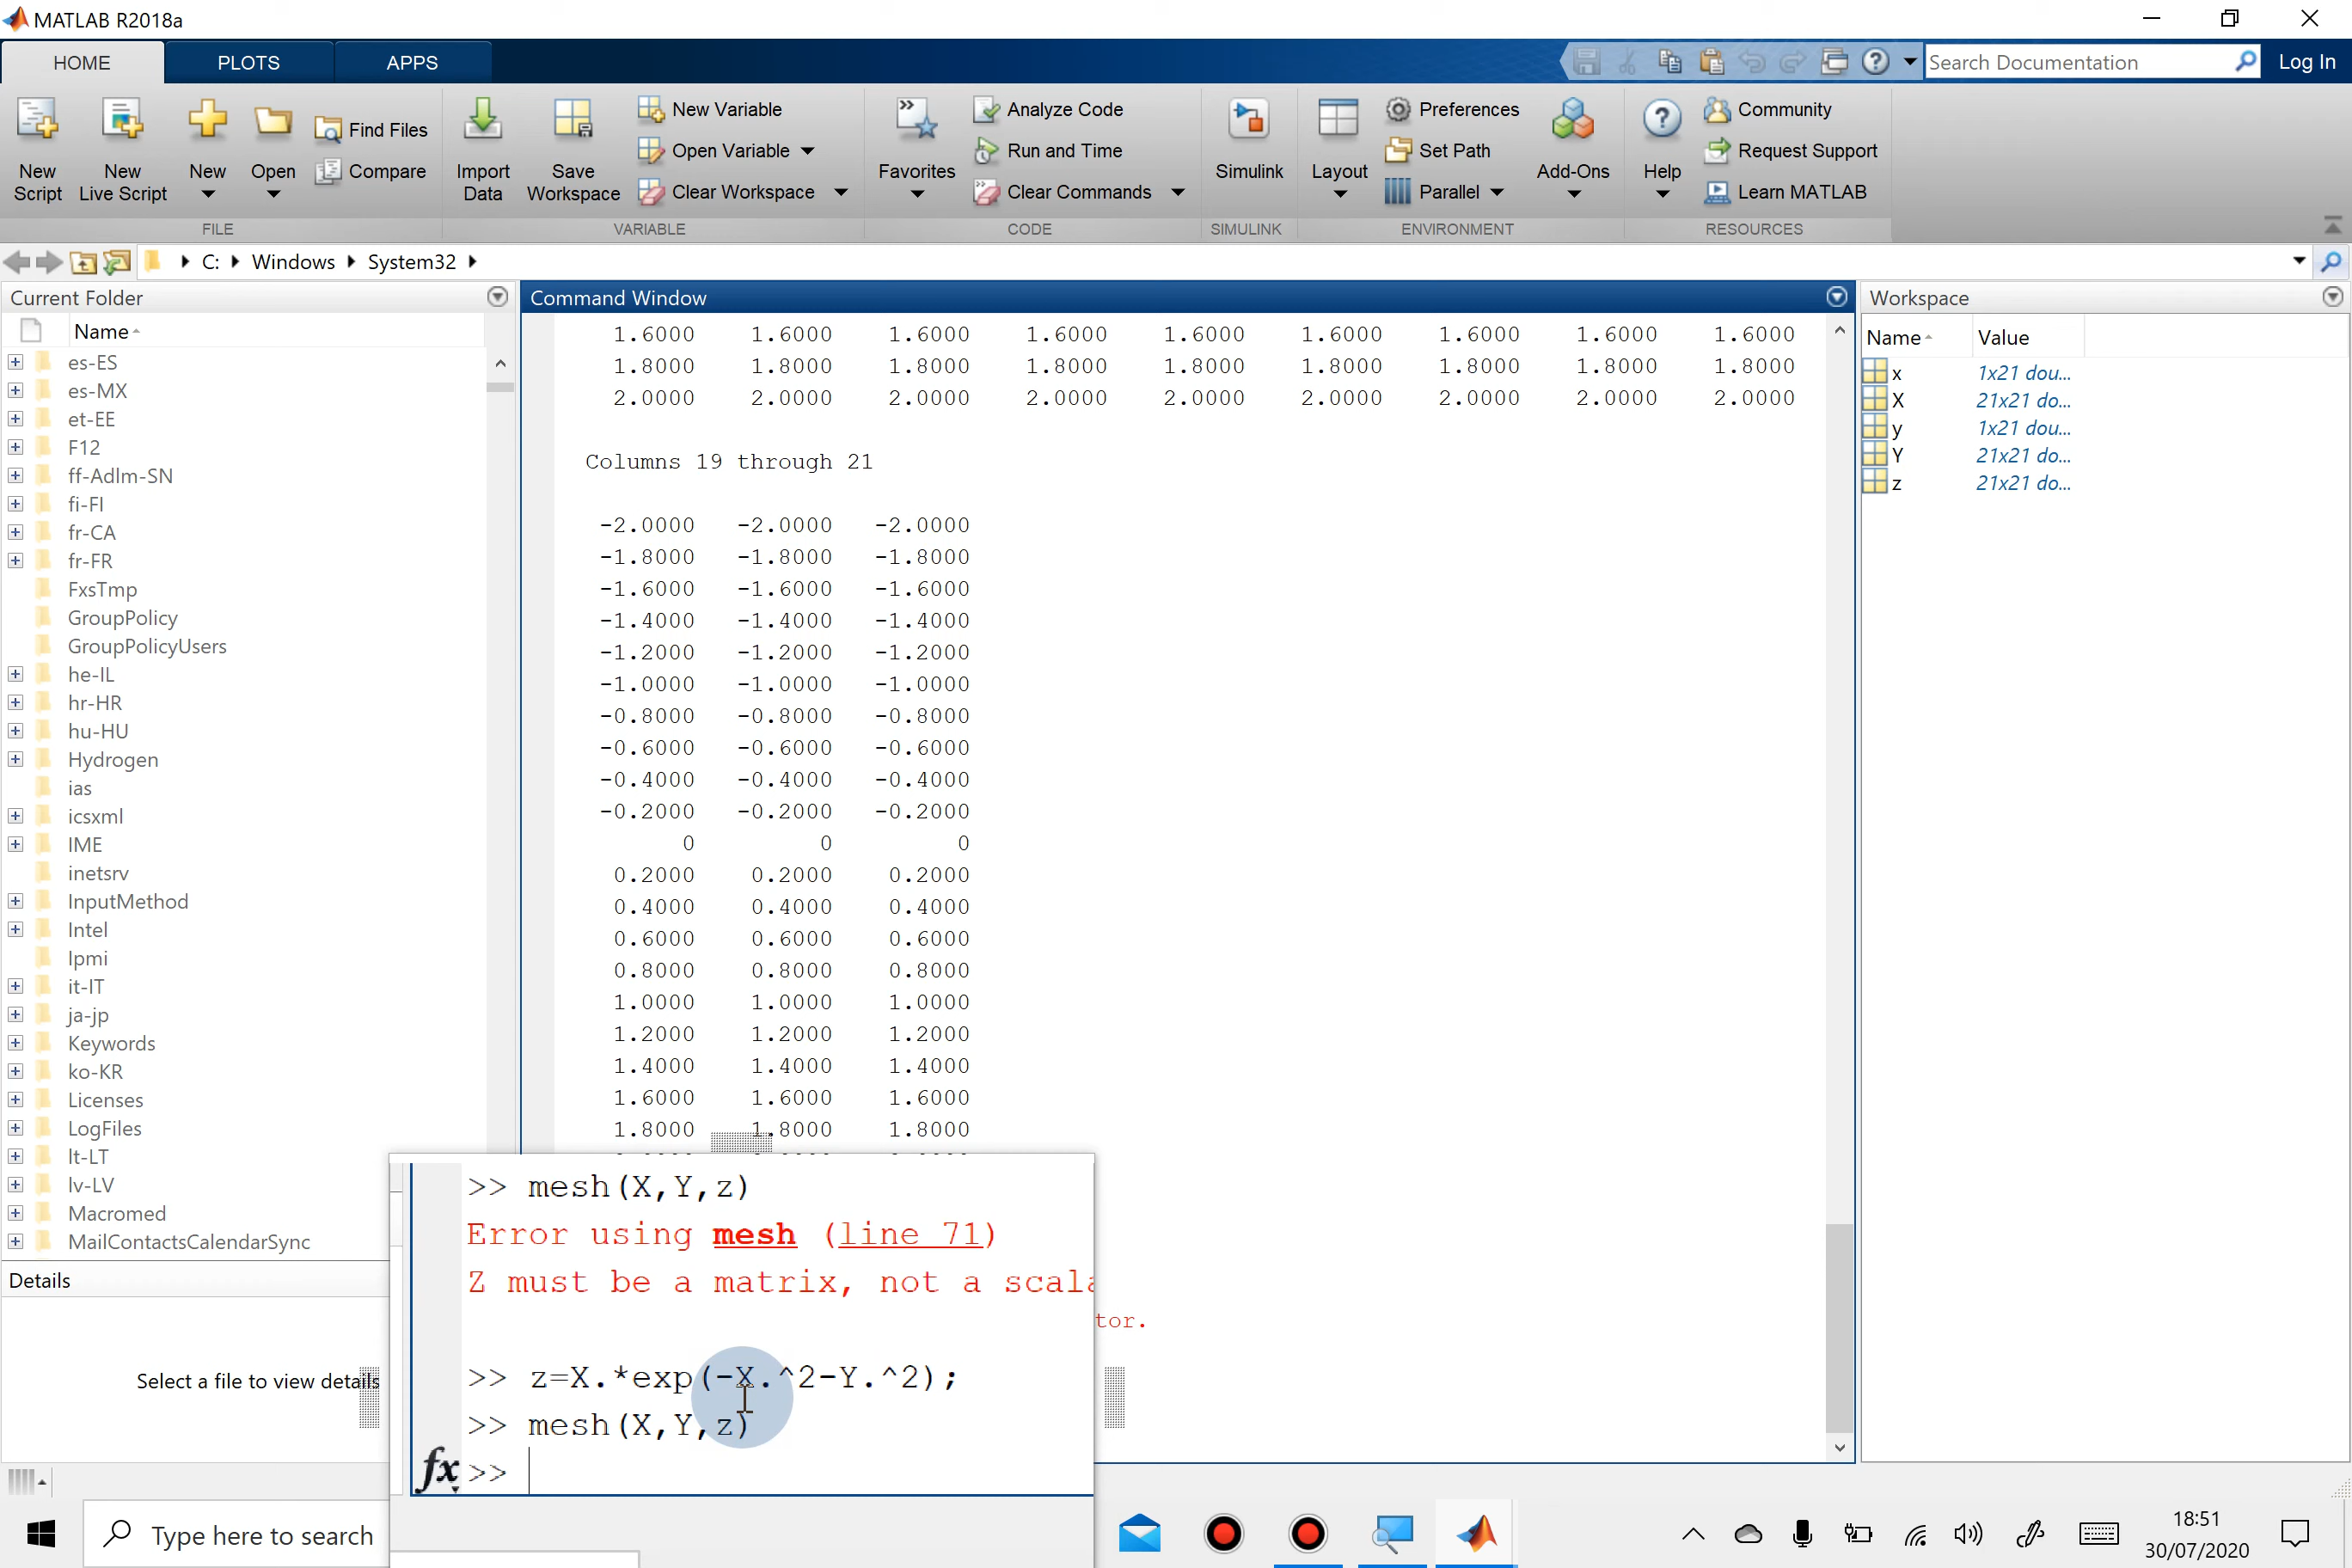 MATLAB R2018a
HOME PLOTS APPS
Search Documentation Log In
New Script
New Live Script
New
Open
Find Files
Compare
FILE
Import Data
Save Workspace
New Variable
Open Variable
Clear Workspace
VARIABLE
Favorites
Analyze Code
Run and Time
Clear Commands
CODE
Simulink
SIMULINK
Layout
Preferences
Set Path
Parallel
Add-Ons
ENVIRONMENT
Help
Community
Request Support
Learn MATLAB
RESOURCES
C: Windows System32
Current Folder
Name
es-ES
es-MX
et-EE
F12
ff-Adlm-SN
fi-FI
fr-CA
fr-FR
FxsTmp
GroupPolicy
GroupPolicyUsers
he-IL
hr-HR
hu-HU
Hydrogen
ias
icsxml
IME
inetsrv
InputMethod
Intel
Ipmi
it-IT
ja-jp
Keywords
ko-KR
Licenses
LogFiles
lt-LT
lv-LV
Macromed
MailContactsCalendarSync
Details
Select a file to view details
Command Window
1.6000 1.6000 1.6000 1.6000 1.6000 1.6000 1.6000 1.6000 1.6000
1.8000 1.8000 1.8000 1.8000 1.8000 1.8000 1.8000 1.8000 1.8000
2.0000 2.0000 2.0000 2.0000 2.0000 2.0000 2.0000 2.0000 2.0000
Columns 19 through 21
-2.0000 -2.0000 -2.0000
-1.8000 -1.8000 -1.8000
-1.6000 -1.6000 -1.6000
-1.4000 -1.4000 -1.4000
-1.2000 -1.2000 -1.2000
-1.0000 -1.0000 -1.0000
-0.8000 -0.8000 -0.8000
-0.6000 -0.6000 -0.6000
-0.4000 -0.4000 -0.4000
-0.2000 -0.2000 -0.2000
0 0 0
0.2000 0.2000 0.2000
0.4000 0.4000 0.4000
0.6000 0.6000 0.6000
0.8000 0.8000 0.8000
1.0000 1.0000 1.0000
1.2000 1.2000 1.2000
1.4000 1.4000 1.4000
1.6000 1.6000 1.6000
1.8000 1.8000 1.8000
>> mesh(X,Y,z)
Error using mesh (line 71)
Z must be a matrix, not a scala
tor.
>> z=X.*exp(-X.^2-Y.^2);
>> mesh(X,Y,z)
fx >>
Workspace
Name Value
x 1x21 dou...
X 21x21 do...
y 1x21 dou...
Y 21x21 do...
z 21x21 do...
Type here to search
18:51
30/07/2020